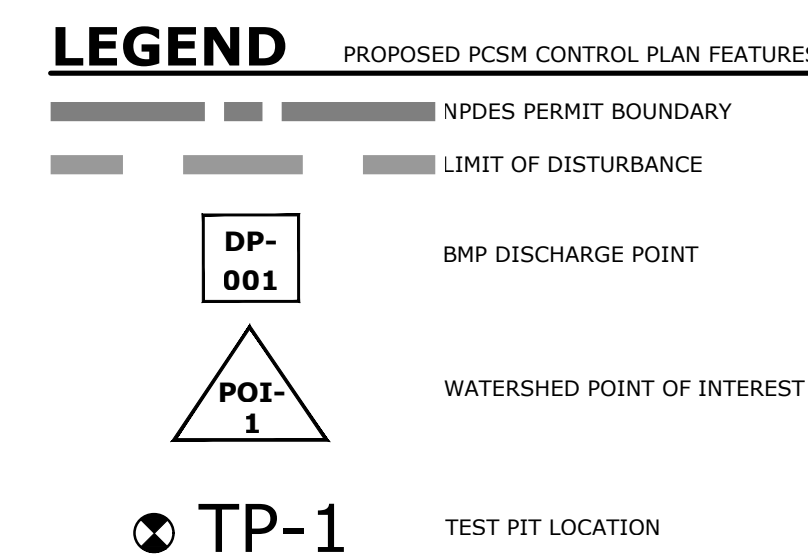 LEGEND PROPOSED PCSM CONTROL PLAN FEATURES
NPDES PERMIT BOUNDARY
LIMIT OF DISTURBANCE
DP-
001
BMP DISCHARGE POINT
POI-
1
WATERSHED POINT OF INTEREST
TP-1 TEST PIT LOCATION